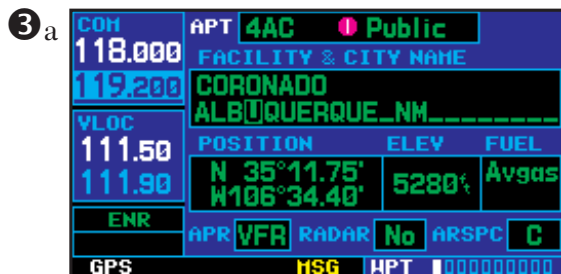 ❸a
COM
118.000
119.200
VLOC
111.50
111.90
ENR
GPS
APT 4AC Public
FACILITY & CITY NAME
CORONADO
ALBUQUERQUE_NM_______
POSITION ELEV FUEL
N 35°11.75' 5280ft Avgas
W106°34.40'
APR VFR RADAR No ARSPC C
MSG WPT